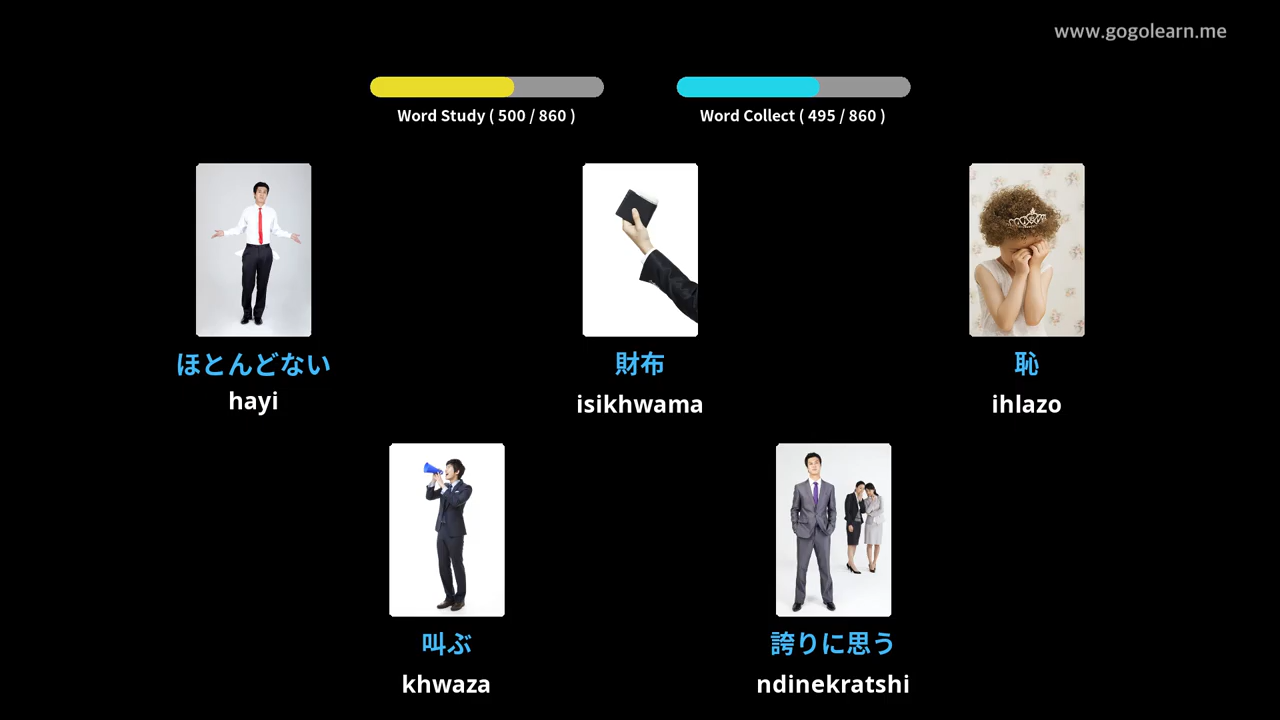 www.gogolearn.me
Word Study ( 500 / 860 )
Word Collect ( 495 / 860 )
ほとんどない
hayi
財布
isikhwama
恥
ihlazo
叫ぶ
khwaza
誇りに思う
ndinekratshi